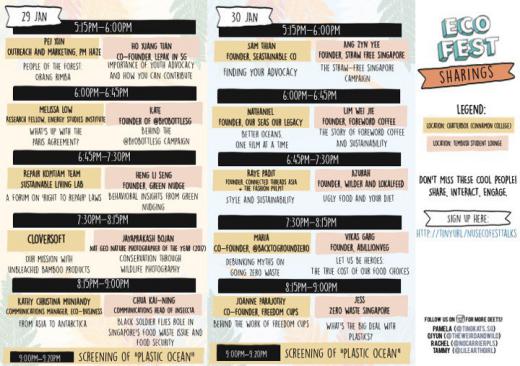 29 JAN
5:15PM-6:00PM
PEI XUN
OUTREACH AND MARKETING, PM HAZE
PEOPLE OF THE FOREST:
ORANG RIMBA
HO XIANG TIAN
CO-FOUNDER, LEPAK IN SG
IMPORTANCE OF YOUTH ADVOCACY
AND HOW YOU CAN CONTRIBUTE
6:00PM-6:45PM
MELISSA LOW
RESEARCH FELLOW, ENERGY STUDIES INSTITUTE
WHAT'S UP WITH THE
PARIS AGREEMENT?
KATE
FOUNDER OF @BYOBOTTLESG
BEHIND THE
@BYOBOTTLESG CAMPAIGN
6:45PM-7:30PM
REPAIR KOPITIAM TEAM
SUSTAINABLE LIVING LAB
A FORUM ON 'RIGHT TO REPAIR' LAWS
HENG LI SENG
FOUNDER, GREEN NUDGE
BEHAVIORAL INSIGHTS FROM GREEN
NUDGING
7:30PM-8:15PM
CLOVERSOFT
OUR MISSION WITH
UNBLEACHED BAMBOO PRODUCTS
JAYAPRAKASH BOJAN
NAT GEO NATURE PHOTOGRAPHER OF THE YEAR (2017)
CONSERVATION THROUGH
WILDLIFE PHOTOGRAPHY
8:15PM-9:00PM
KATHY CHRISTINA MUNIANDY
COMMUNICATIONS MANAGER, ECO-BUSINESS
FROM ASIA TO ANTARCTICA
CHUA KAI-NING
COMMUNICATIONS HEAD OF INSECTA
BLACK SOLDIER FLIES ROLE IN
SINGAPORE'S FOOD WASTE ISSUE AND
FOOD SECURITY
9:00PM-9:20PM SCREENING OF "PLASTIC OCEAN"
30 JAN
5:15PM-6:00PM
SAM THIAN
FOUNDER, SEASTAINABLE CO
FINDING YOUR ADVOCACY
ANG ZYN YEE
FOUNDER, STRAW FREE SINGAPORE
THE STRAW-FREE SINGAPORE
CAMPAIGN
6:00PM-6:45PM
NATHANIEL
FOUNDER, OUR SEAS OUR LEGACY
BETTER OCEANS,
ONE FILM AT A TIME
LIM WEI JIE
FOUNDER, FOREWORD COFFEE
THE STORY OF FOREWORD COFFEE
AND SUSTAINABILITY
6:45PM-7:30PM
RAYE PADIT
FOUNDER, CONNECTED THREADS ASIA
+ THE FASHION PULPIT
STYLE AND SUSTAINABILITY
AZURAH
FOUNDER, WILDER AND LOKALFEED
UGLY FOOD AND YOUR DIET
7:30PM-8:15PM
MARIA
CO-FOUNDER, @BACKTOGROUNDZERO
DEBUNKING MYTHS ON
GOING ZERO WASTE
VIKAS GARG
FOUNDER, ABILLIONVEG
LET US BE HEROES:
THE TRUE COST OF OUR FOOD CHOICES
8:15PM-9:00PM
JOANNE PARAJOTHY
CO-FOUNDER, FREEDOM CUPS
BEHIND THE WORK OF FREEDOM CUPS
JESS
ZERO WASTE SINGAPORE
WHAT'S THE BIG DEAL WITH
PLASTICS?
9:00PM-9:20PM SCREENING OF "PLASTIC OCEAN"
ECO
FEST
SHARINGS
LEGEND:
LOCATION: CHATTERBOX (CINNAMON COLLEGE)
LOCATION: TEMBUSU STUDENT LOUNGE
DON'T MISS THESE COOL PEOPLE!
SHARE, INTERACT, ENGAGE.
SIGN UP HERE:
HTTP://TINYURL/NUSECOFESTTALKS
FOLLOW US ON FOR MORE DEETS!
PAMELA (@TINGKATS.SG)
QIYUN (@THEWEIRDANDWILD)
RACHEL (@NOCARRIERPLS)
TAMMY (@LILEARTHGIRL)